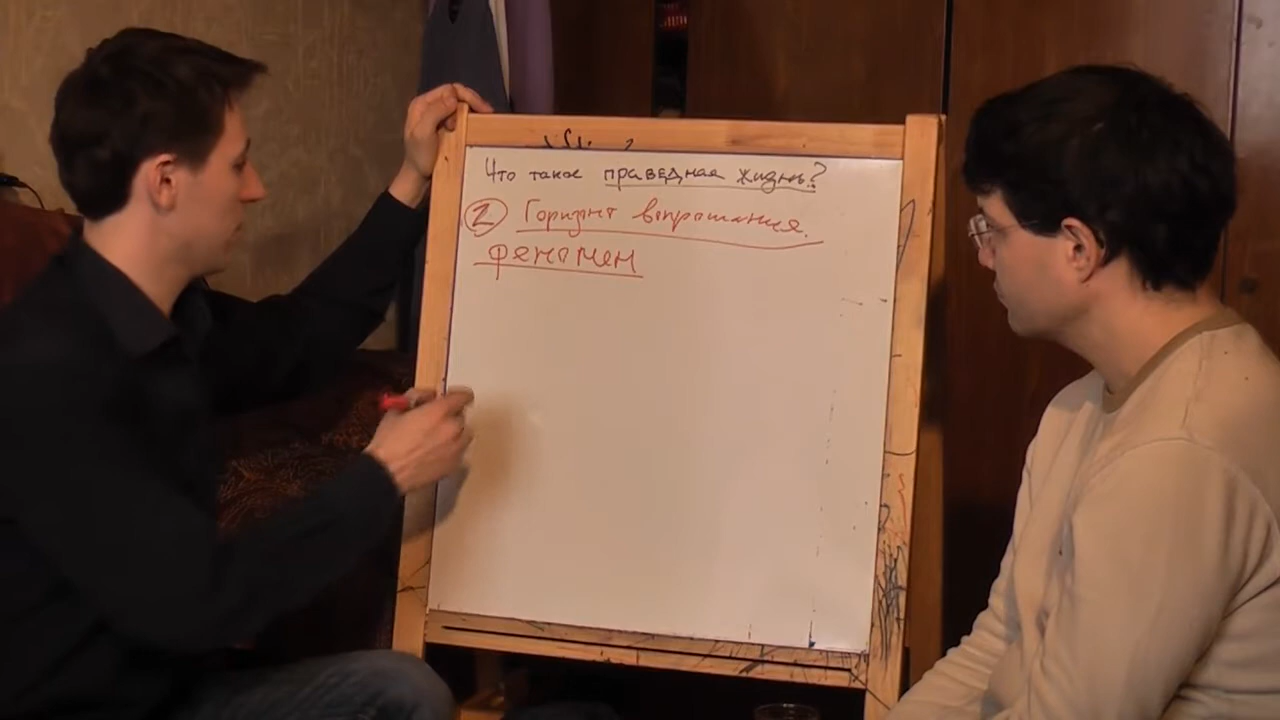 Что такое праведная жизнь?
2 Горизонт вопрошания.
феномен